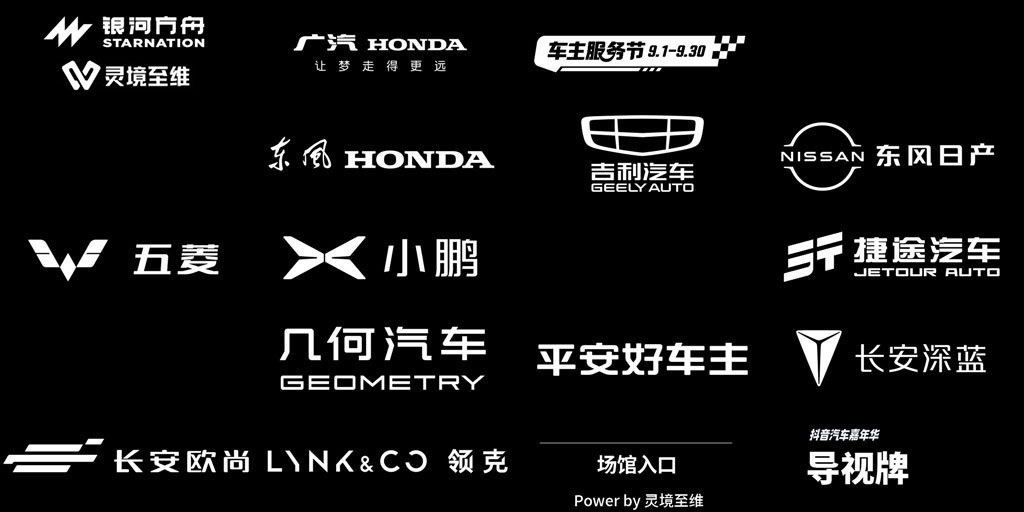 银河方舟
STARNATION
灵境至维
广汽 HONDA
让梦走得更远
车主服务节 9.1-9.30
东风 HONDA
吉利汽车
GEELY AUTO
NISSAN 东风日产
五菱
小鹏
捷途汽车
JETOUR AUTO
几何汽车
GEOMETRY
平安好车主
长安深蓝
长安欧尚
LYNK & CO 领克
场馆入口
Power by 灵境至维
抖音汽车嘉年华
导视牌